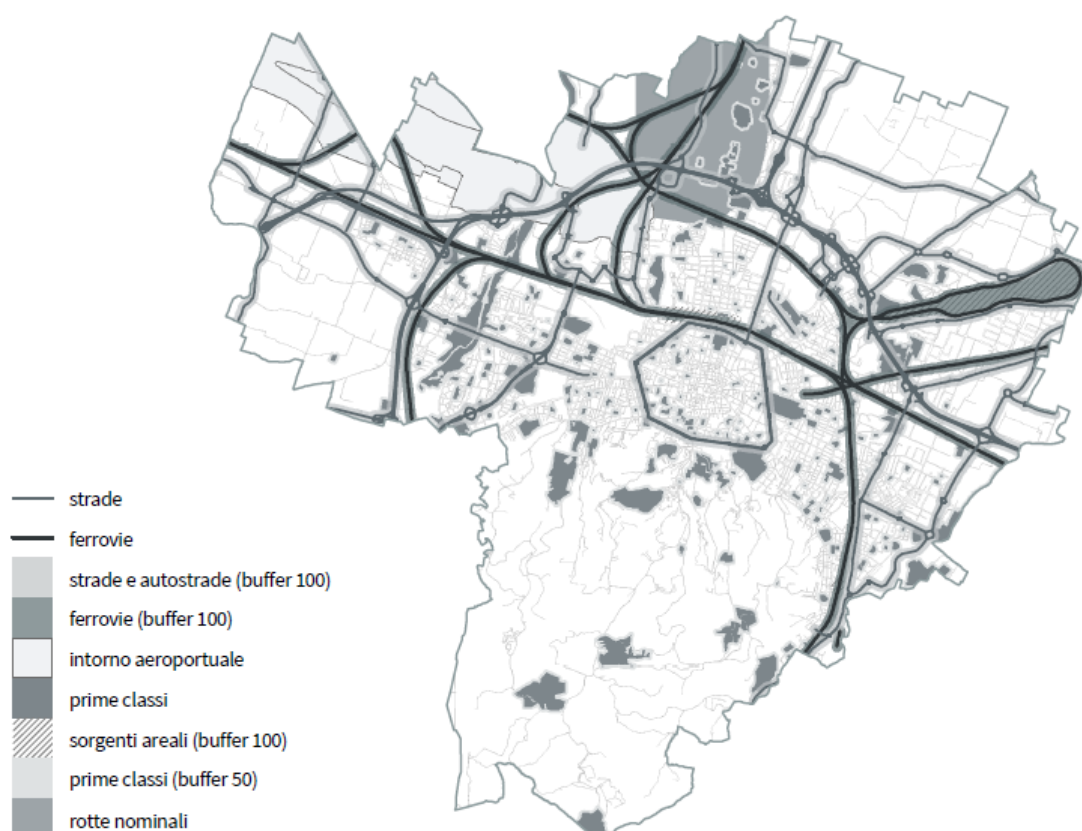 strade
ferrovie
strade e autostrade (buffer 100)
ferrovie (buffer 100)
intorno aeroportuale
prime classi
sorgenti areali (buffer 100)
prime classi (buffer 50)
rotte nominali